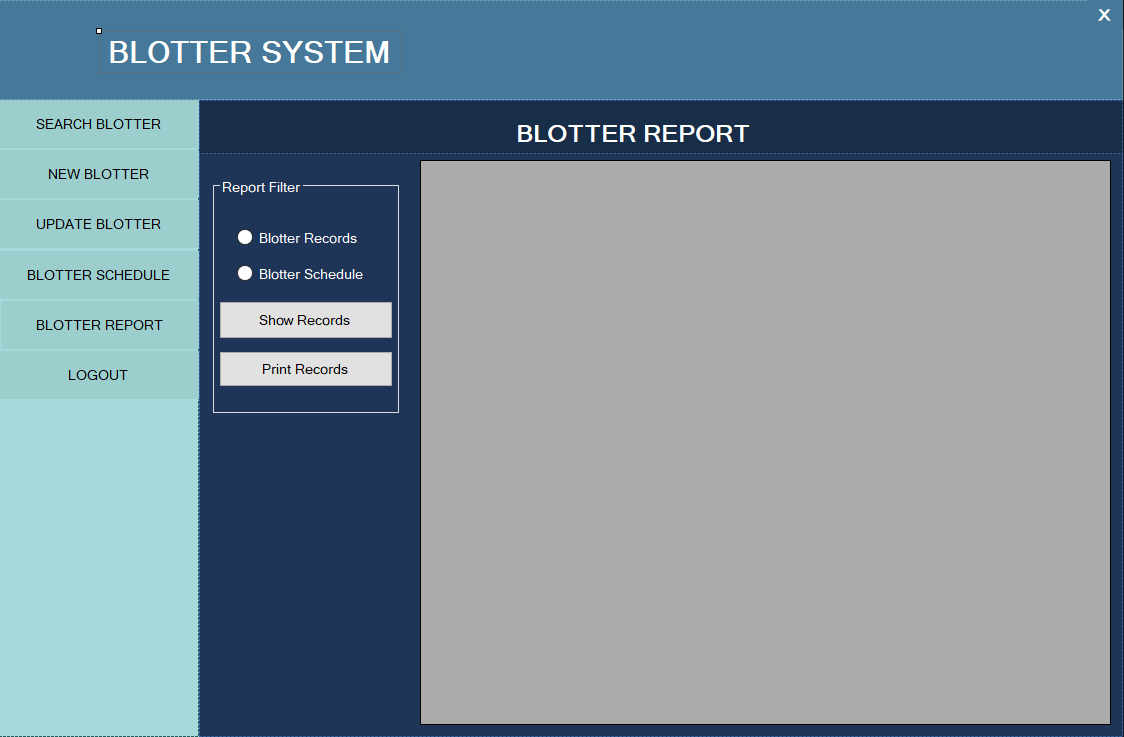 X
BLOTTER SYSTEM
SEARCH BLOTTER
NEW BLOTTER
UPDATE BLOTTER
BLOTTER SCHEDULE
BLOTTER REPORT
LOGOUT
BLOTTER REPORT
Report Filter
Blotter Records
Blotter Schedule
Show Records
Print Records